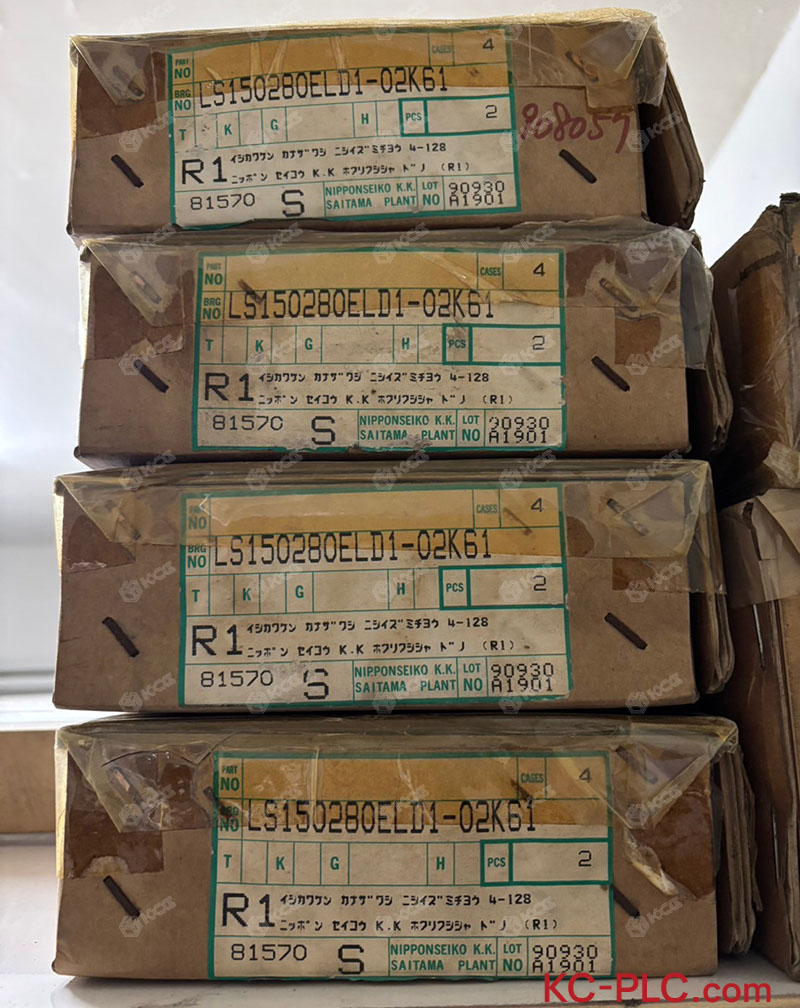 PART NO CASES 4
BRG NO LS150280ELD1-02K61
T K G H PCS 2
908057
R1 イシカワケン カナザ゛ワシ ニシイズ゛ミチヨウ 4-128
ニッポ゜ン セイコウ K.K ホクリクシシャ ド゛ノ (R1)
81570 S NIPPONSEIKO K.K. SAITAMA PLANT LOT NO 90930 A1901
PART NO CASES 4
BRG NO LS150280ELD1-02K61
T K G H PCS 2
R1 イシカワケン カナザ゛ワシ ニシイズ゛ミチヨウ 4-128
ニッポ゜ン セイコウ K.K ホクリクシシャ ド゛ノ (R1)
81570 S NIPPONSEIKO K.K. SAITAMA PLANT LOT NO 90930 A1901
NO CASES 4
BRG NO LS150280ELD1-02K61
T K G H PCS 2
R1 イシカワケン カナザ゛ワシ ニシイズ゛ミチヨウ 4-128
ニッポ゜ン セイコウ K.K ホクリクシシャ ド゛ノ (R1)
81570 S NIPPONSEIKO K.K. SAITAMA PLANT LOT NO 90930 A1901
PART NO CASES 4
BRG NO LS150280ELD1-02K61
T K G H PCS 2
R1 イシカワケン カナザ゛ワシ ニシイズ゛ミチヨウ 4-128
ニッポ゜ン セイコウ K.K ホクリクシシャ ド゛ノ (R1)
81570 S NIPPONSEIKO K.K. SAITAMA PLANT LOT NO 90930 A1901
KC-PLC.com